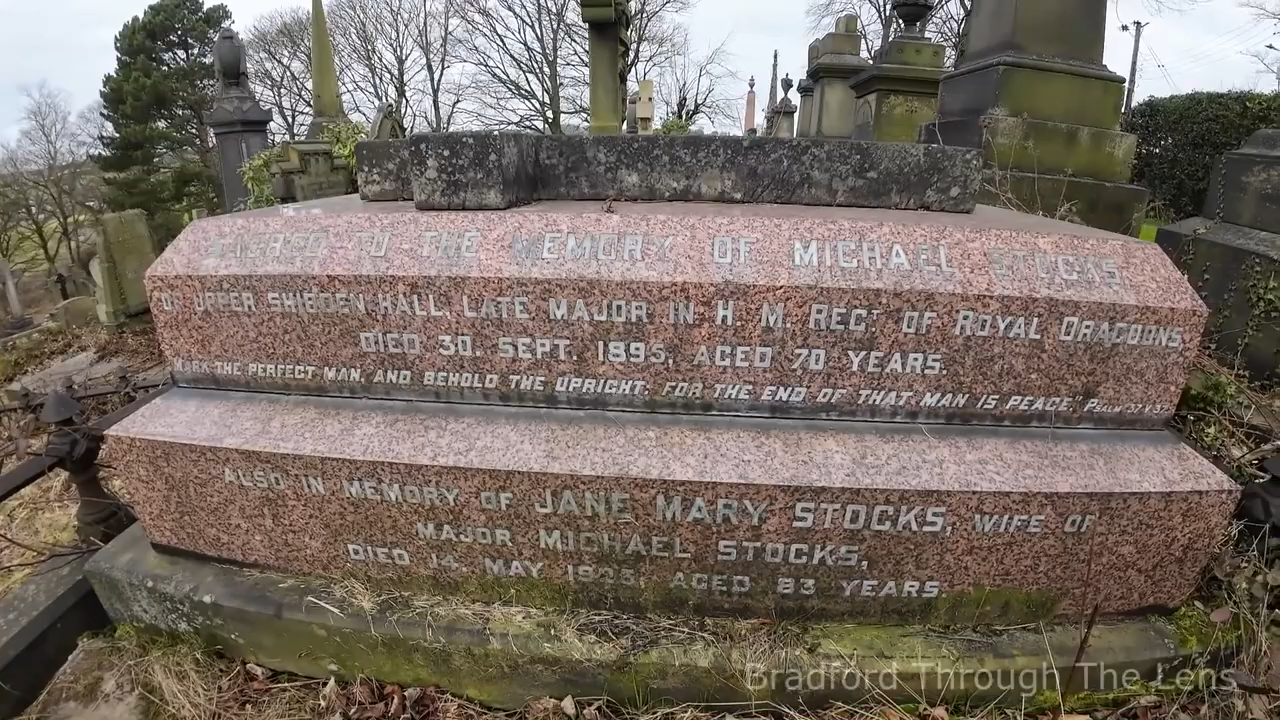 SACRED TO THE MEMORY OF MICHAEL STOCKS,
OF UPPER SHIBDEN HALL, LATE MAJOR IN H. M. REGT OF ROYAL DRAGOONS,
DIED 30. SEPT. 1895, AGED 70 YEARS.
MARK THE PERFECT MAN, AND BEHOLD THE UPRIGHT: FOR THE END OF THAT MAN IS PEACE." PSALM 37 V 37
ALSO IN MEMORY OF JANE MARY STOCKS, WIFE OF
MAJOR MICHAEL STOCKS,
DIED 14. MAY AGED 83 YEARS.
Bradford Through The Lens